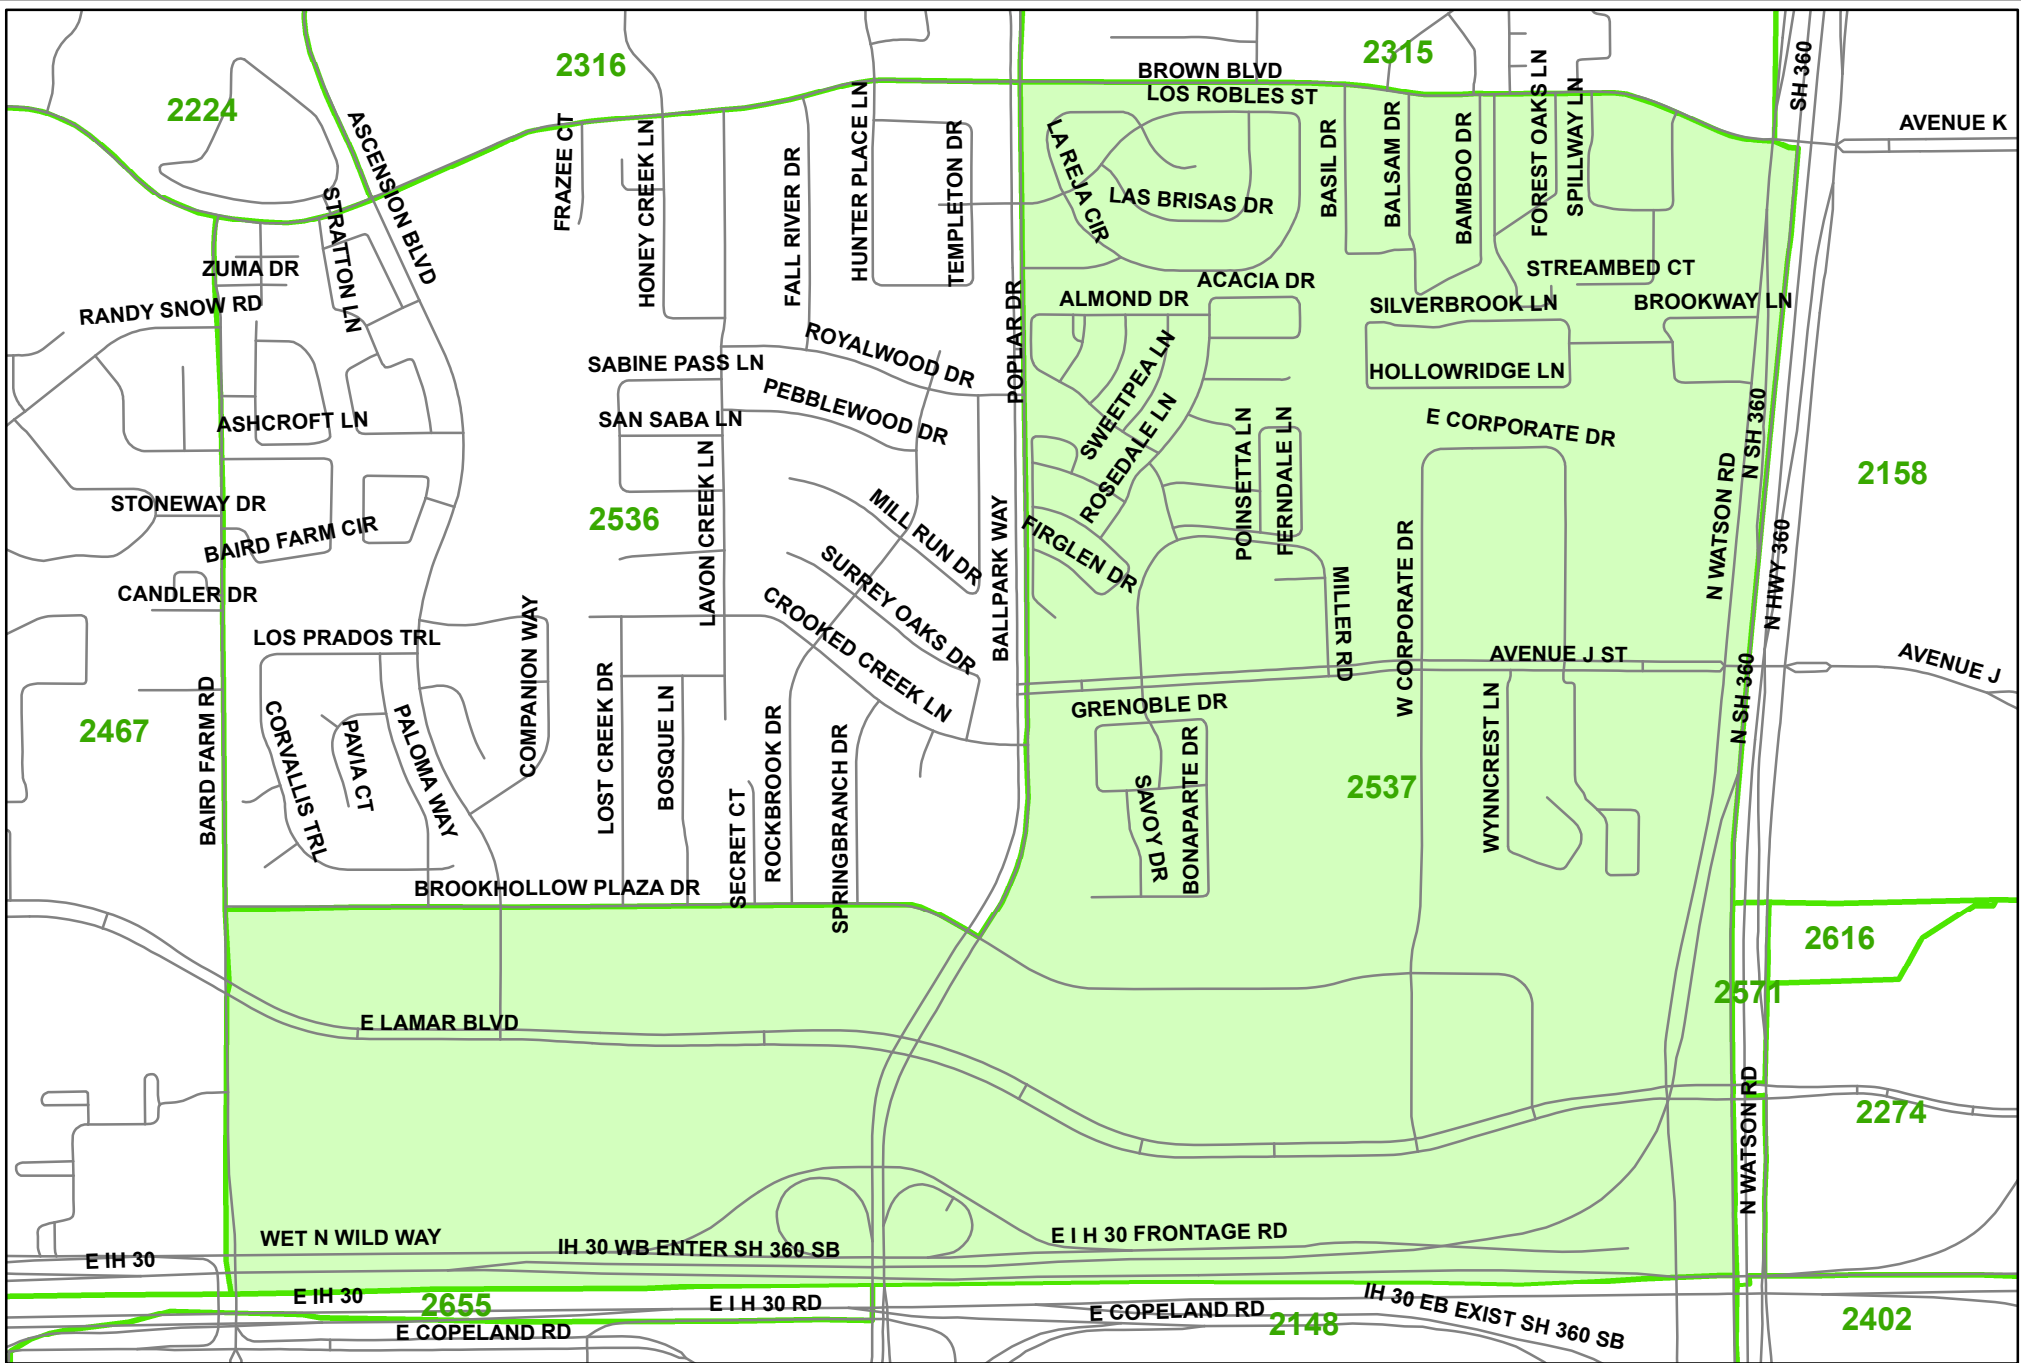 2316
2315
2224
BROWN BLVD
LOS ROBLES ST
SH 360
AVENUE K
ASCENSION BLVD
FRAZEE CT
HONEY CREEK LN
FALL RIVER DR
HUNTER PLACE LN
TEMPLETON DR
LA REJA CIR
LAS BRISAS DR
BASIL DR
BALSAM DR
BAMBOO DR
FOREST OAKS LN
SPILLWAY LN
STRATTON LN
ZUMA DR
RANDY SNOW RD
STREAMBED CT
ACACIA DR
ALMOND DR
SILVERBROOK LN
BROOKWAY LN
POPLAR DR
ROYALWOOD DR
SABINE PASS LN
PEBBLEWOOD DR
SWEETPEA LN
HOLLOWRIDGE LN
ASHCROFT LN
SAN SABA LN
ROSEDALE LN
POINSETTA LN
FERNDALE LN
E CORPORATE DR
N SH 360
N WATSON RD
2158
STONEWAY DR
BAIRD FARM CIR
2536
LAVON CREEK LN
MILL RUN DR
BALLPARK WAY
FIRGLEN DR
N HWY 360
CANDLER DR
SURREY OAKS DR
CROOKED CREEK LN
MILLER RD
W CORPORATE DR
LOS PRADOS TRL
COMPANION WAY
AVENUE J ST
AVENUE J
N SH 360
2467
BAIRD FARM RD
CORVALLIS TRL
PAVIA CT
PALOMA WAY
LOST CREEK DR
BOSQUE LN
SECRET CT
ROCKBROOK DR
SPRINGBRANCH DR
GRENOBLE DR
SAVOY DR
BONAPARTE DR
2537
WYNNCREST LN
BROOKHOLLOW PLAZA DR
2616
2571
E LAMAR BLVD
N WATSON RD
2274
WET N WILD WAY
IH 30 WB ENTER SH 360 SB
E I H 30 FRONTAGE RD
E IH 30
E IH 30
2655
E I H 30 RD
E COPELAND RD
IH 30 EB EXIST SH 360 SB
E COPELAND RD
2148
2402